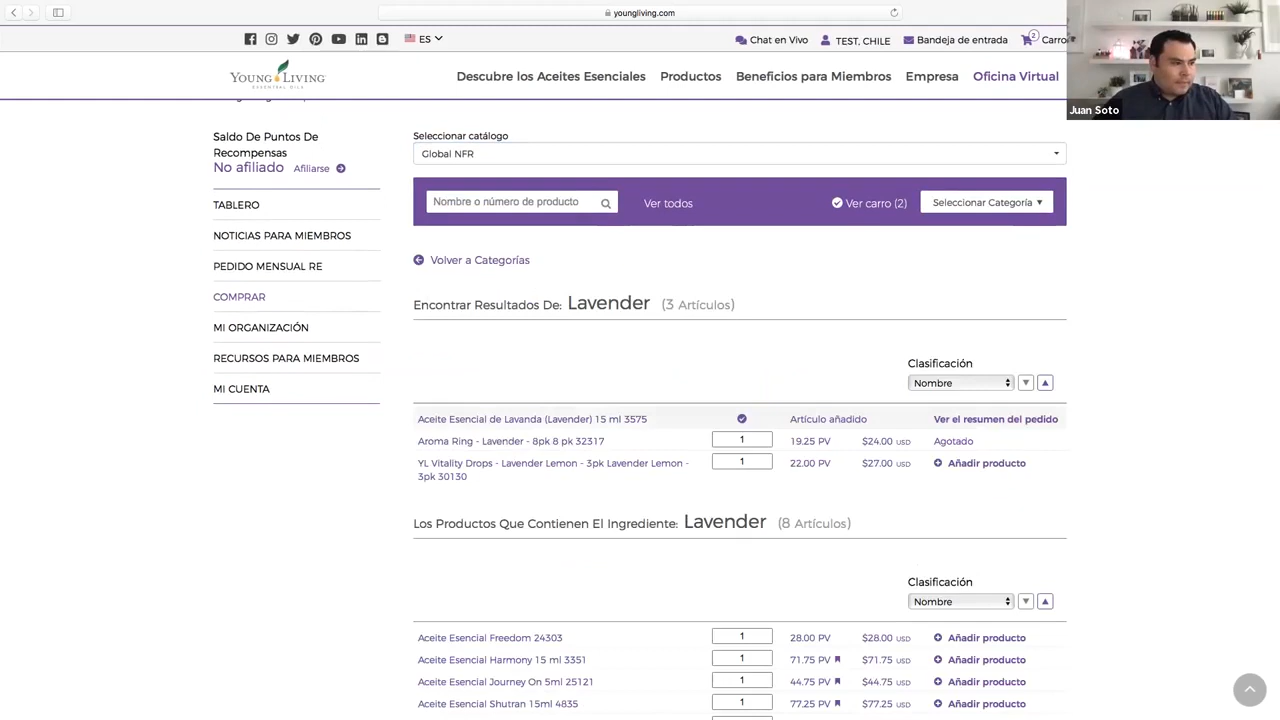 youngliving.com
ES
Chat en Vivo
TEST, CHILE
Bandeja de entrada
2
Carro
YOUNG LIVING
ESSENTIAL OILS
Descubre los Aceites Esenciales
Productos
Beneficios para Miembros
Empresa
Oficina Virtual
Juan Soto
Saldo De Puntos De
Recompensas
No afiliado Afiliarse
TABLERO
NOTICIAS PARA MIEMBROS
PEDIDO MENSUAL RE
COMPRAR
MI ORGANIZACIÓN
RECURSOS PARA MIEMBROS
MI CUENTA
Seleccionar catálogo
Global NFR
Nombre o número de producto
Ver todos
Ver carro (2)
Seleccionar Categoría ▼
Volver a Categorías
Encontrar Resultados De: Lavender (3 Artículos)
Clasificación
Nombre
Aceite Esencial de Lavanda (Lavender) 15 ml 3575 Artículo añadido Ver el resumen del pedido
Aroma Ring - Lavender - 8pk 8 pk 32317 1 19.25 PV $24.00 USD Agotado
YL Vitality Drops - Lavender Lemon - 3pk Lavender Lemon - 1 22.00 PV $27.00 USD Añadir producto
3pk 30130
Los Productos Que Contienen El Ingrediente: Lavender (8 Artículos)
Clasificación
Nombre
Aceite Esencial Freedom 24303 1 28.00 PV $28.00 USD Añadir producto
Aceite Esencial Harmony 15 ml 3351 1 71.75 PV $71.75 USD Añadir producto
Aceite Esencial Journey On 5ml 25121 1 44.75 PV $44.75 USD Añadir producto
Aceite Esencial Shutran 15ml 4835 1 77.25 PV $77.25 USD Añadir producto